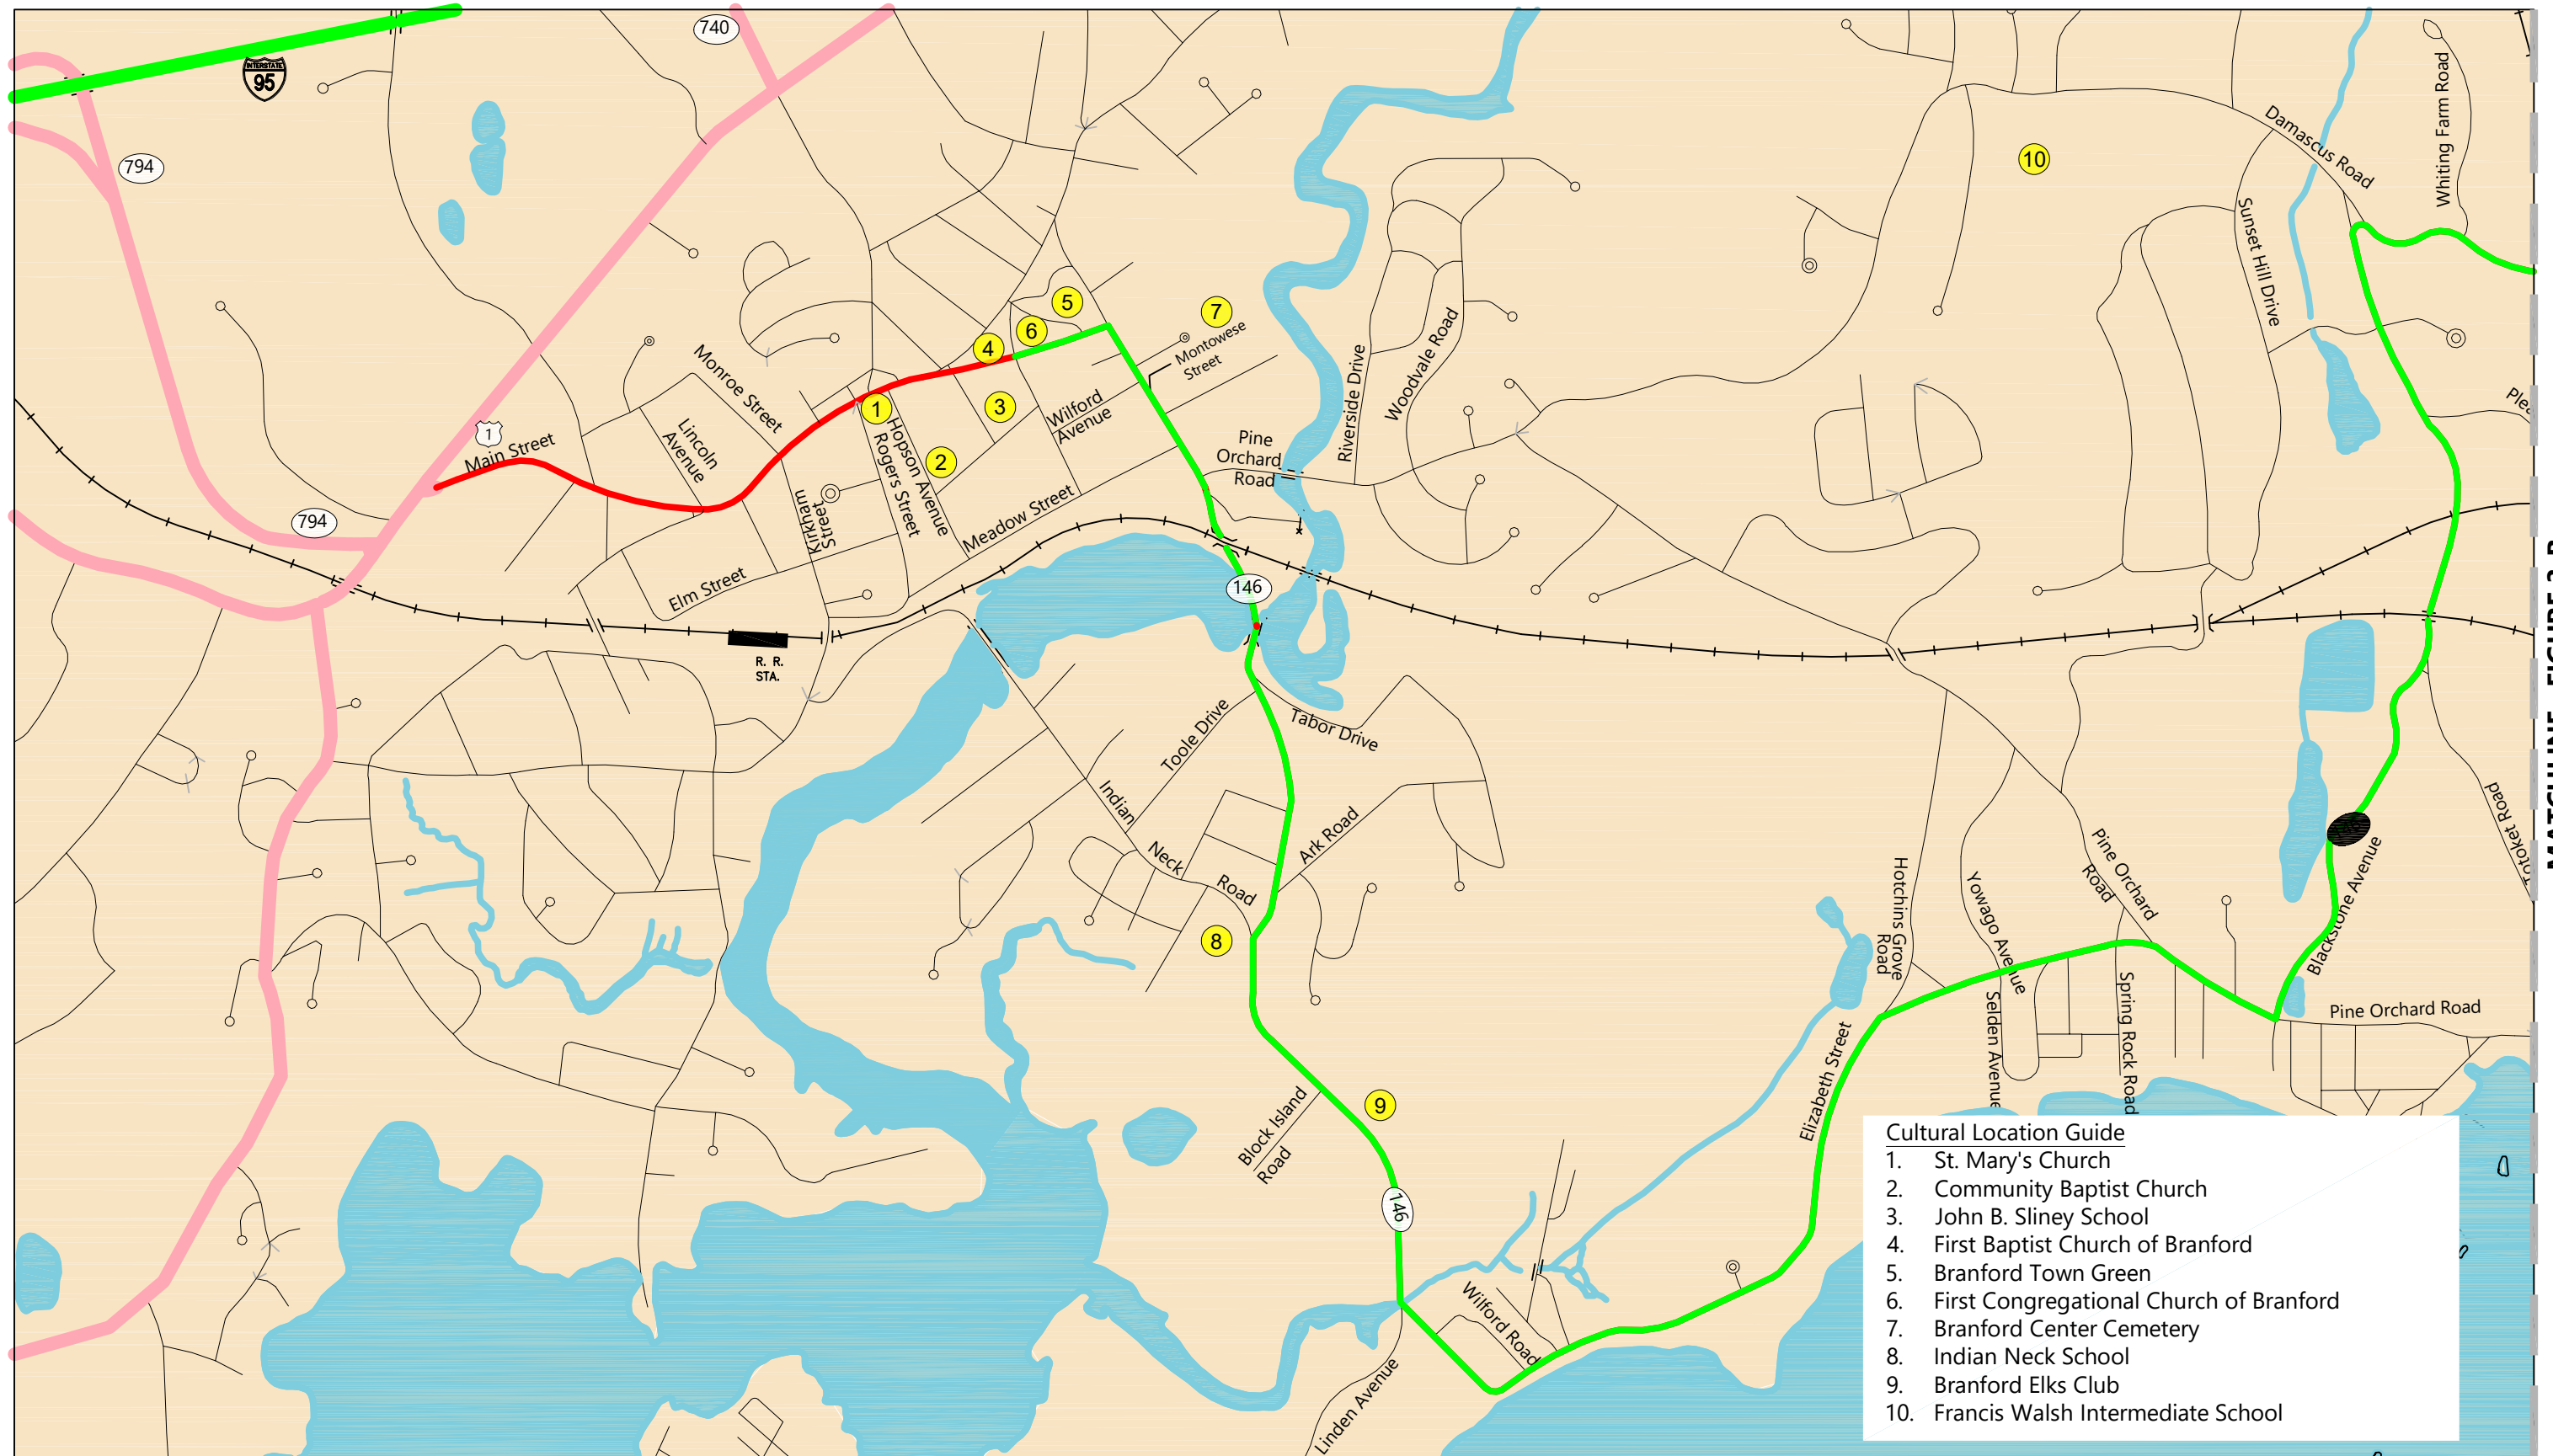 740
INTERSTATE
95
794
Damascus Road
Whiting Farm Road
10
Sunset Hill Drive
5
7
6
4
Montowese
Street
Monroe Street
Riverside Drive
Woodvale Road
1
Main Street
Lincoln
Avenue
1
3
Wilford
Avenue
2
Hopson Avenue
Rogers Street
Pine
Orchard
Road
Kirkham
Street
Meadow Street
794
Elm Street
146
R. R.
STA.
Toole Drive
Tabor Drive
Indian
Neck
Road
Ark Road
8
Hotchins Grove
Road
Yowago Avenue
Pine Orchard
Road
Totoket Road
Blackstone Avenue
Selden Avenue
Spring Rock Road
Pine Orchard Road
Elizabeth Street
Block Island
Road
9
146
Wilford Road
Linden Avenue
Cultural Location Guide
1. St. Mary's Church
2. Community Baptist Church
3. John B. Sliney School
4. First Baptist Church of Branford
5. Branford Town Green
6. First Congregational Church of Branford
7. Branford Center Cemetery
8. Indian Neck School
9. Branford Elks Club
10. Francis Walsh Intermediate School